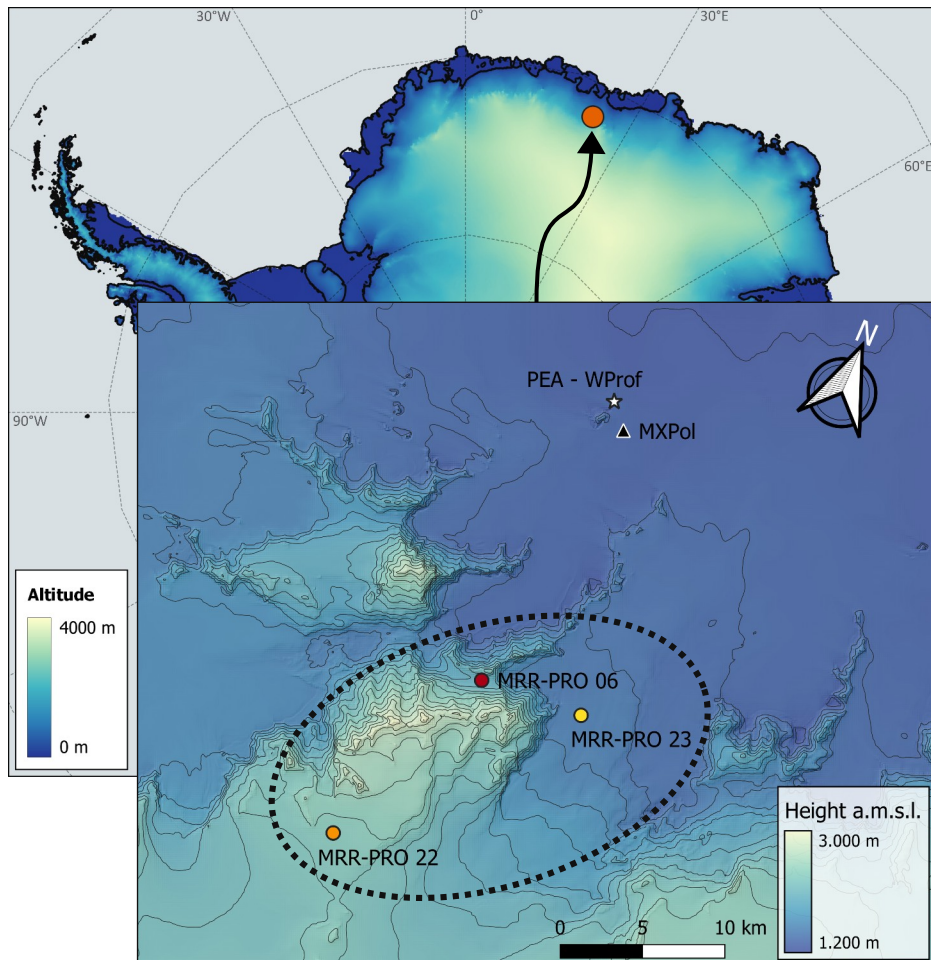 30°W
0°
30°E
60°E
90°W
N
PEA - WProf
MXPol
Altitude
4000 m
0 m
MRR-PRO 06
MRR-PRO 23
MRR-PRO 22
Height a.m.s.l.
3.000 m
1.200 m
0 5 10 km